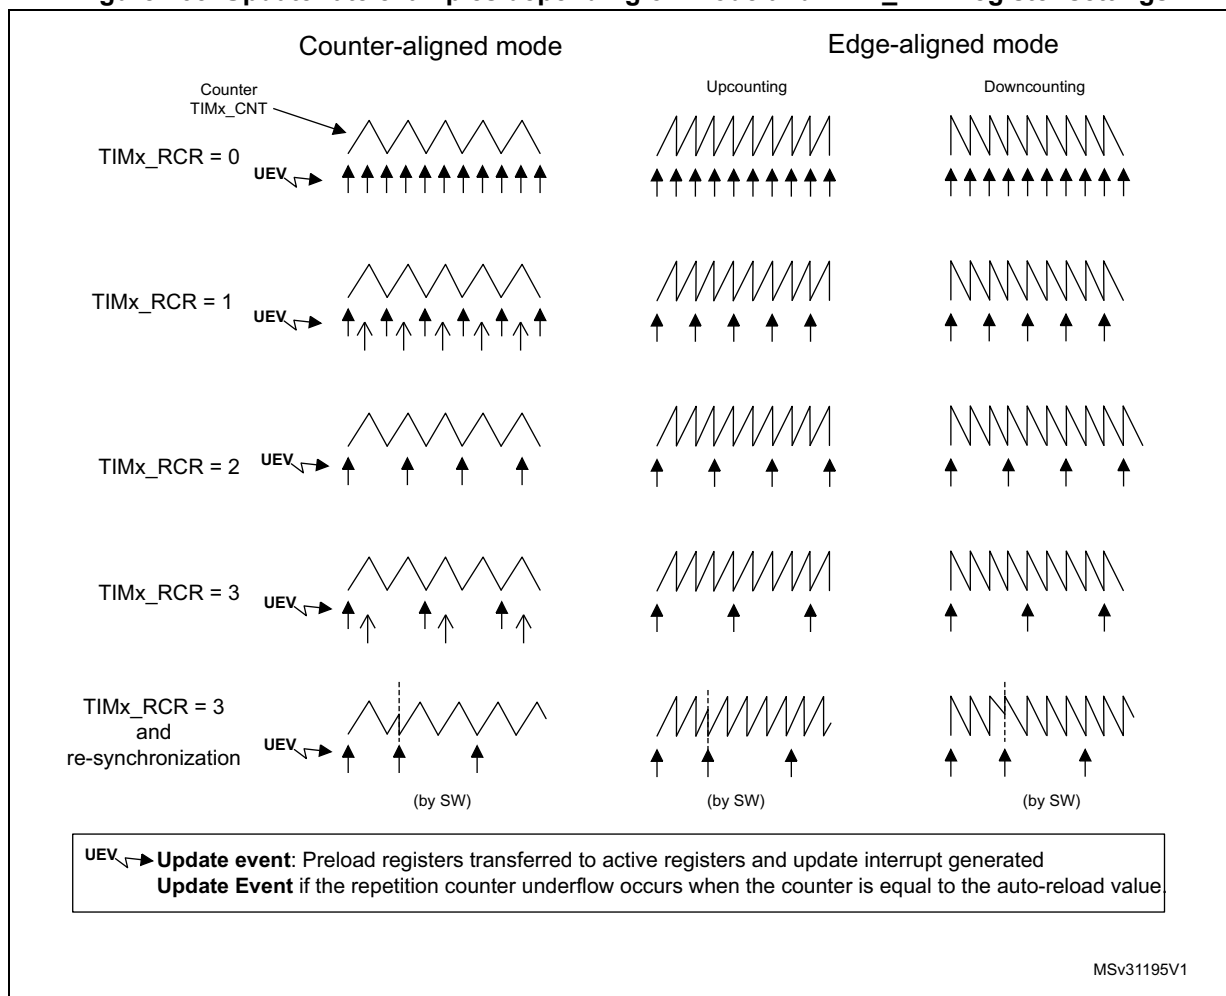 Counter-aligned mode
Edge-aligned mode
Counter
TIMx_CNT
Upcounting
Downcounting
TIMx_RCR = 0
UEV
TIMx_RCR = 1
UEV
TIMx_RCR = 2
UEV
TIMx_RCR = 3
UEV
TIMx_RCR = 3
and
re-synchronization
UEV
(by SW)
(by SW)
(by SW)
UEV Update event: Preload registers transferred to active registers and update interrupt generated
Update Event if the repetition counter underflow occurs when the counter is equal to the auto-reload value.
MSv31195V1